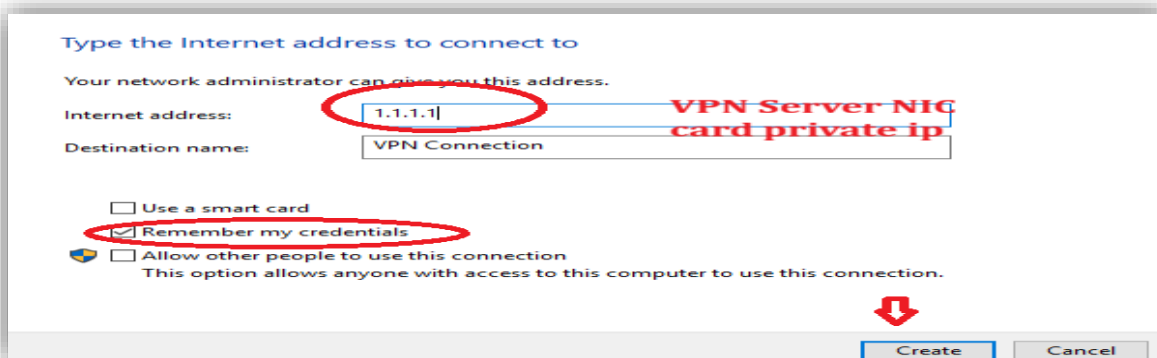 Type the Internet address to connect to
Your network administrator can give you this address.
Internet address:
1.1.1.1
VPN Server NIC
card private ip
Destination name:
VPN Connection
Use a smart card
Remember my credentials
Allow other people to use this connection
This option allows anyone with access to this computer to use this connection.
Create
Cancel